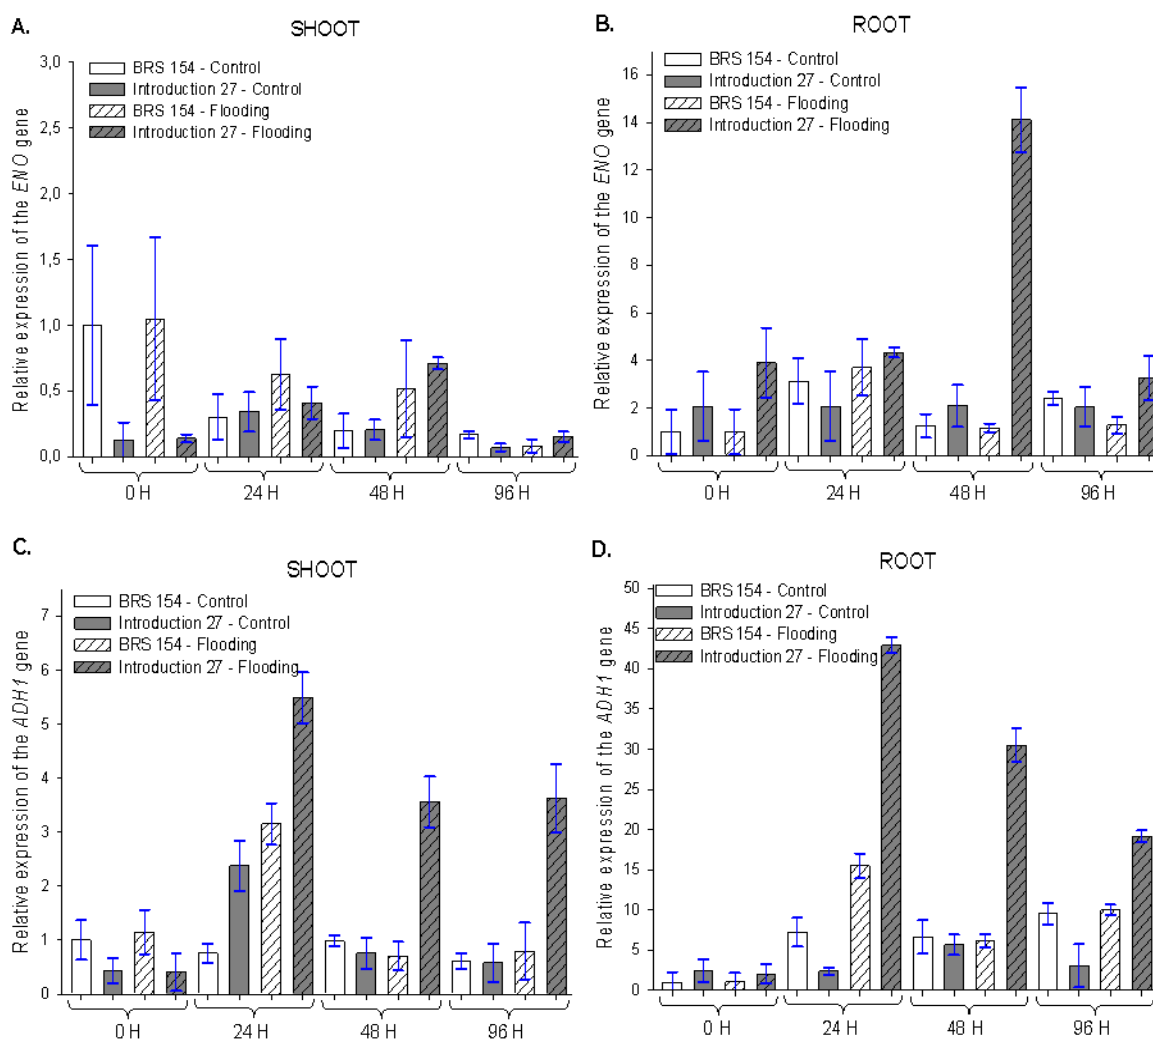 A.
SHOOT
Relative expression of the ENO gene
3,0
2,5
2,0
1,5
1,0
0,5
0,0
BRS 154 - Control
Introduction 27 - Control
BRS 154 - Flooding
Introduction 27 - Flooding
0 H
24 H
48 H
96 H
B.
ROOT
Relative expression of the ENO gene
16
14
12
10
8
6
4
2
0
BRS 154 - Control
Introduction 27 - Control
BRS 154 - Flooding
Introduction 27 - Flooding
0 H
24 H
48 H
96 H
C.
SHOOT
Relative expression of the ADH1 gene
7
6
5
4
3
2
1
0
BRS 154 - Control
Introduction 27 - Control
BRS 154 - Flooding
Introduction 27 - Flooding
0 H
24 H
48 H
96 H
D.
ROOT
Relative expression of the ADH1 gene
50
45
40
35
30
25
20
15
10
5
0
BRS 154 - Control
Introduction 27 - Control
BRS 154 - Flooding
Introduction 27 - Flooding
0 H
24 H
48 H
96 H